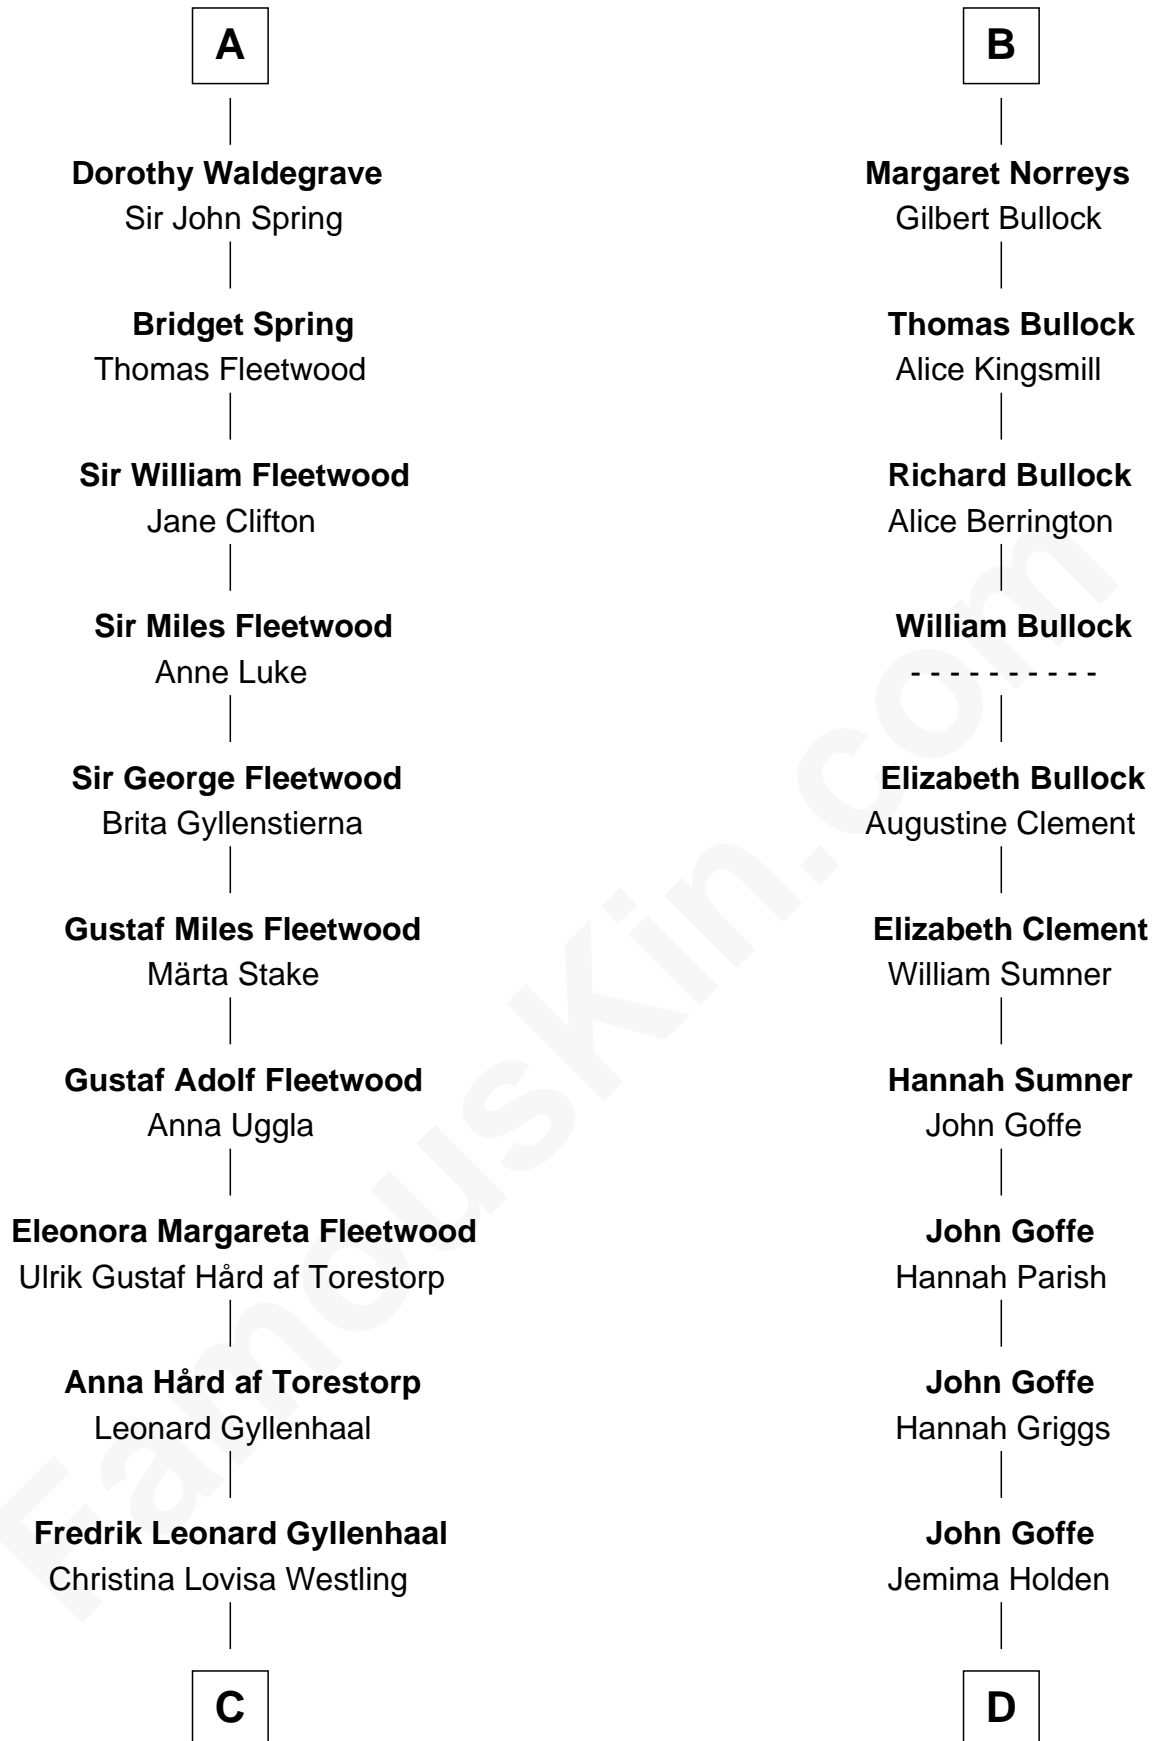 A
Dorothy Waldegrave
Sir John Spring
Bridget Spring
Thomas Fleetwood
Sir William Fleetwood
Jane Clifton
Sir Miles Fleetwood
Anne Luke
Sir George Fleetwood
Brita Gyllenstierna
Gustaf Miles Fleetwood
Märta Stake
Gustaf Adolf Fleetwood
Anna Uggla
Eleonora Margareta Fleetwood
Ulrik Gustaf Hård af Torestorp
Anna Hård af Torestorp
Leonard Gyllenhaal
Fredrik Leonard Gyllenhaal
Christina Lovisa Westling
C
B
Margaret Norreys
Gilbert Bullock
Thomas Bullock
Alice Kingsmill
Richard Bullock
Alice Berrington
William Bullock
- - - - - - - - - -
Elizabeth Bullock
Augustine Clement
Elizabeth Clement
William Sumner
Hannah Sumner
John Goffe
John Goffe
Hannah Parish
John Goffe
Hannah Griggs
John Goffe
Jemima Holden
D
FamousKin.com